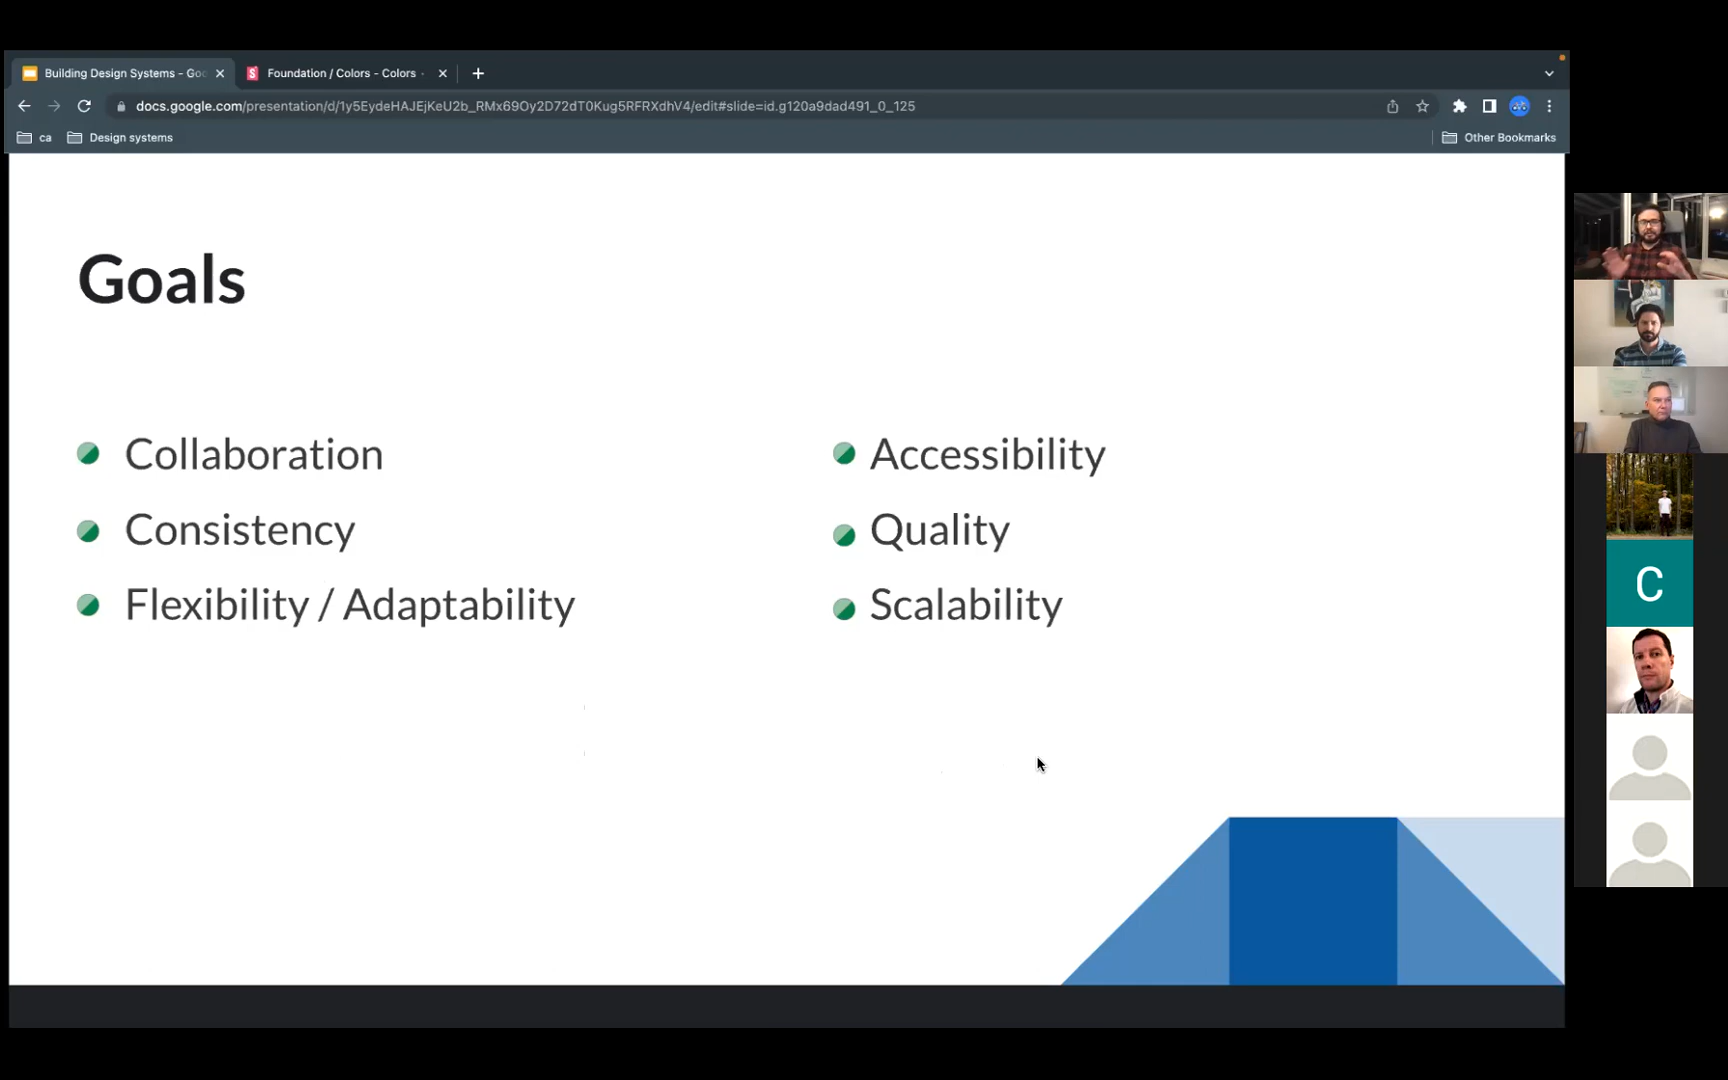 Building Design Systems - Goo
Foundation / Colors - Colors
docs.google.com/presentation/d/1y5EydeHAJEjKeU2b_RMx69Oy2D72dT0Kug5RFRXdhV4/edit#slide=id.g120a9dad491_0_125
ca
Design systems
Other Bookmarks
Goals
Collaboration
Consistency
Flexibility / Adaptability
Accessibility
Quality
Scalability
C